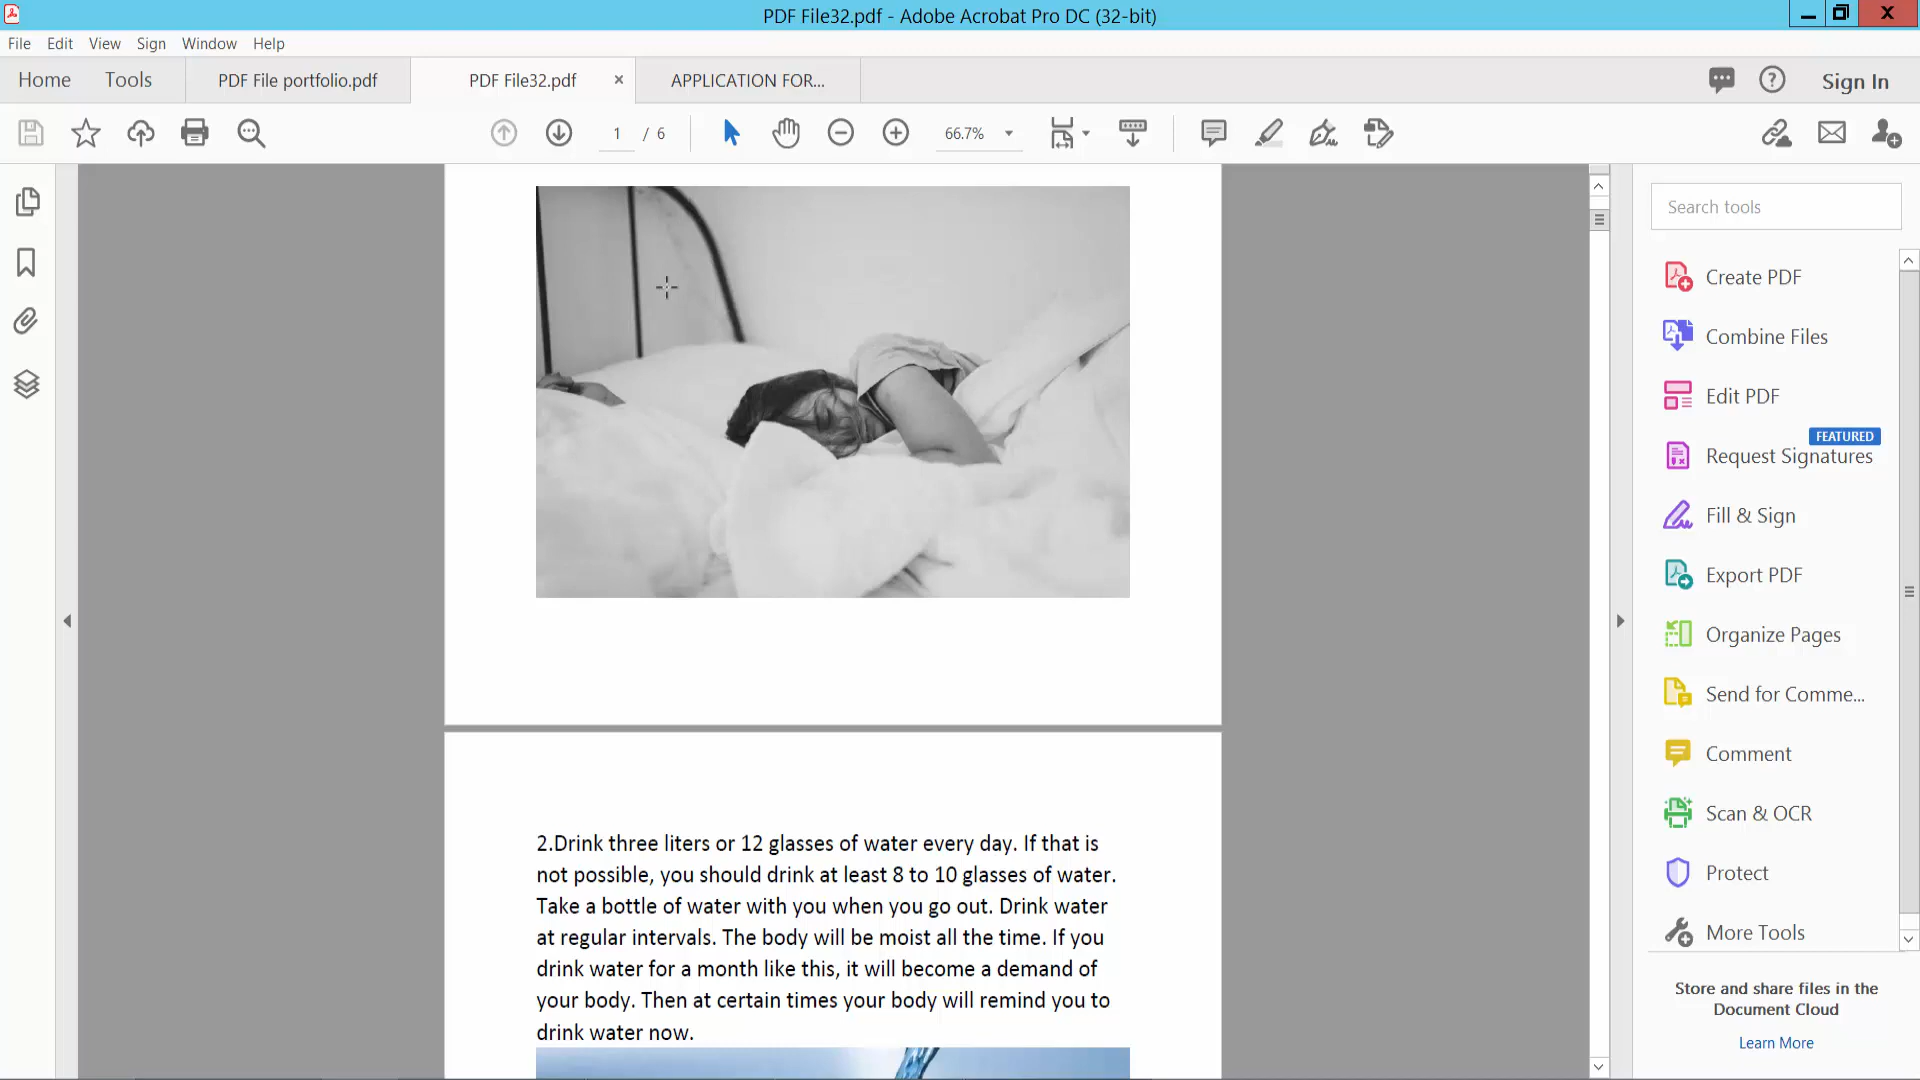 PDF File32.pdf - Adobe Acrobat Pro DC (32-bit)
File Edit View Sign Window Help
Home Tools PDF File portfolio.pdf PDF File32.pdf × APPLICATION FOR... Sign In
1 / 6 66.7%
Search tools
Create PDF
Combine Files
Edit PDF
FEATURED
Request Signatures
Fill & Sign
Export PDF
Organize Pages
Send for Comme...
Comment
Scan & OCR
Protect
More Tools
Store and share files in the
Document Cloud
Learn More
2.Drink three liters or 12 glasses of water every day. If that is
not possible, you should drink at least 8 to 10 glasses of water.
Take a bottle of water with you when you go out. Drink water
at regular intervals. The body will be moist all the time. If you
drink water for a month like this, it will become a demand of
your body. Then at certain times your body will remind you to
drink water now.